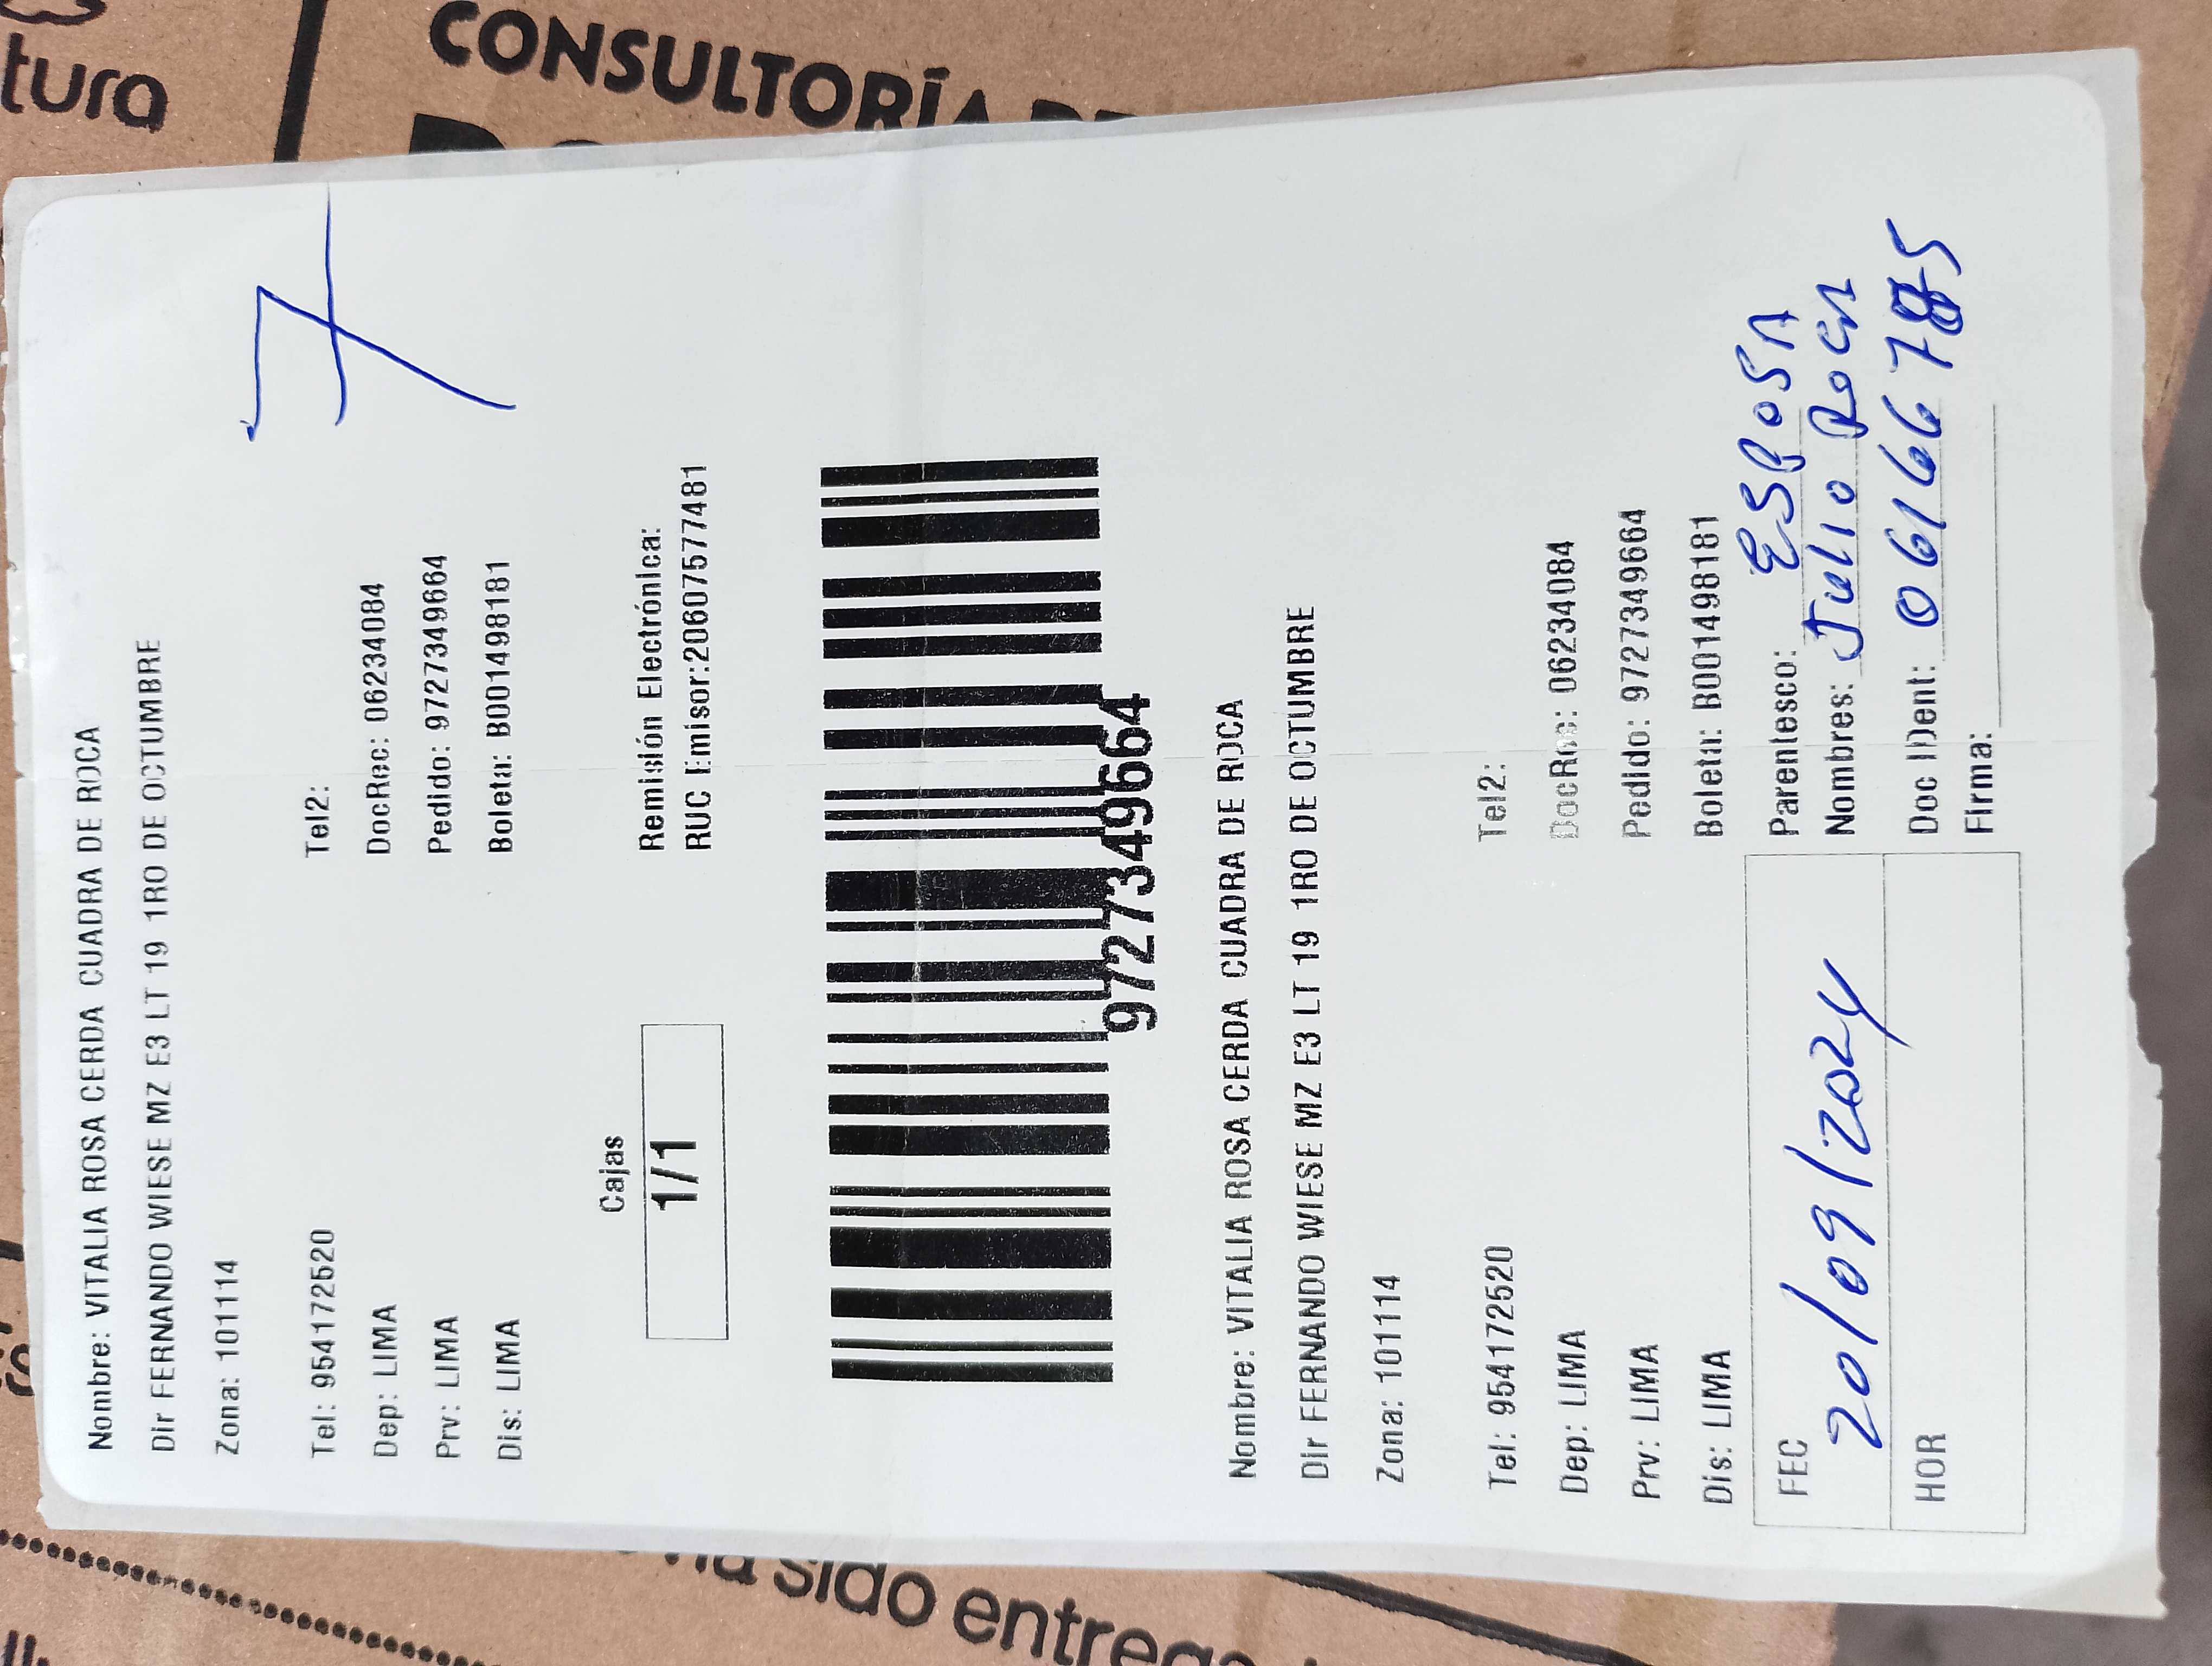 tura
CONSULTORÍA DE
Nombre: VITALIA ROSA CERDA CUADRA DE ROCA
Dir FERNANDO WIESE MZ E3 LT 19 1RO DE OCTUMBRE
Zona: 101114
7
Tel: 954172520 Tel2:
Dep: LIMA DocRec: 06234084
Prv: LIMA Pedido: 9727349664
Dis: LIMA Boleta: B001498181
Cajas
1/1
Remisión Electrónica:
RUC Emisor:20607577481
9727349664
Nombre: VITALIA ROSA CERDA CUADRA DE ROCA
Dir FERNANDO WIESE MZ E3 LT 19 1RO DE OCTUMBRE
Zona: 101114
Tel: 954172520 Tel2:
Dep: LIMA DocRec: 06234084
Prv: LIMA Pedido: 9727349664
Dis: LIMA Boleta: B001498181
FEC 20/09/2024
HOR
Parentesco: ESPOSA
Nombres: Julio Roca
Doc IDent:
Firma:
ha sido entrega